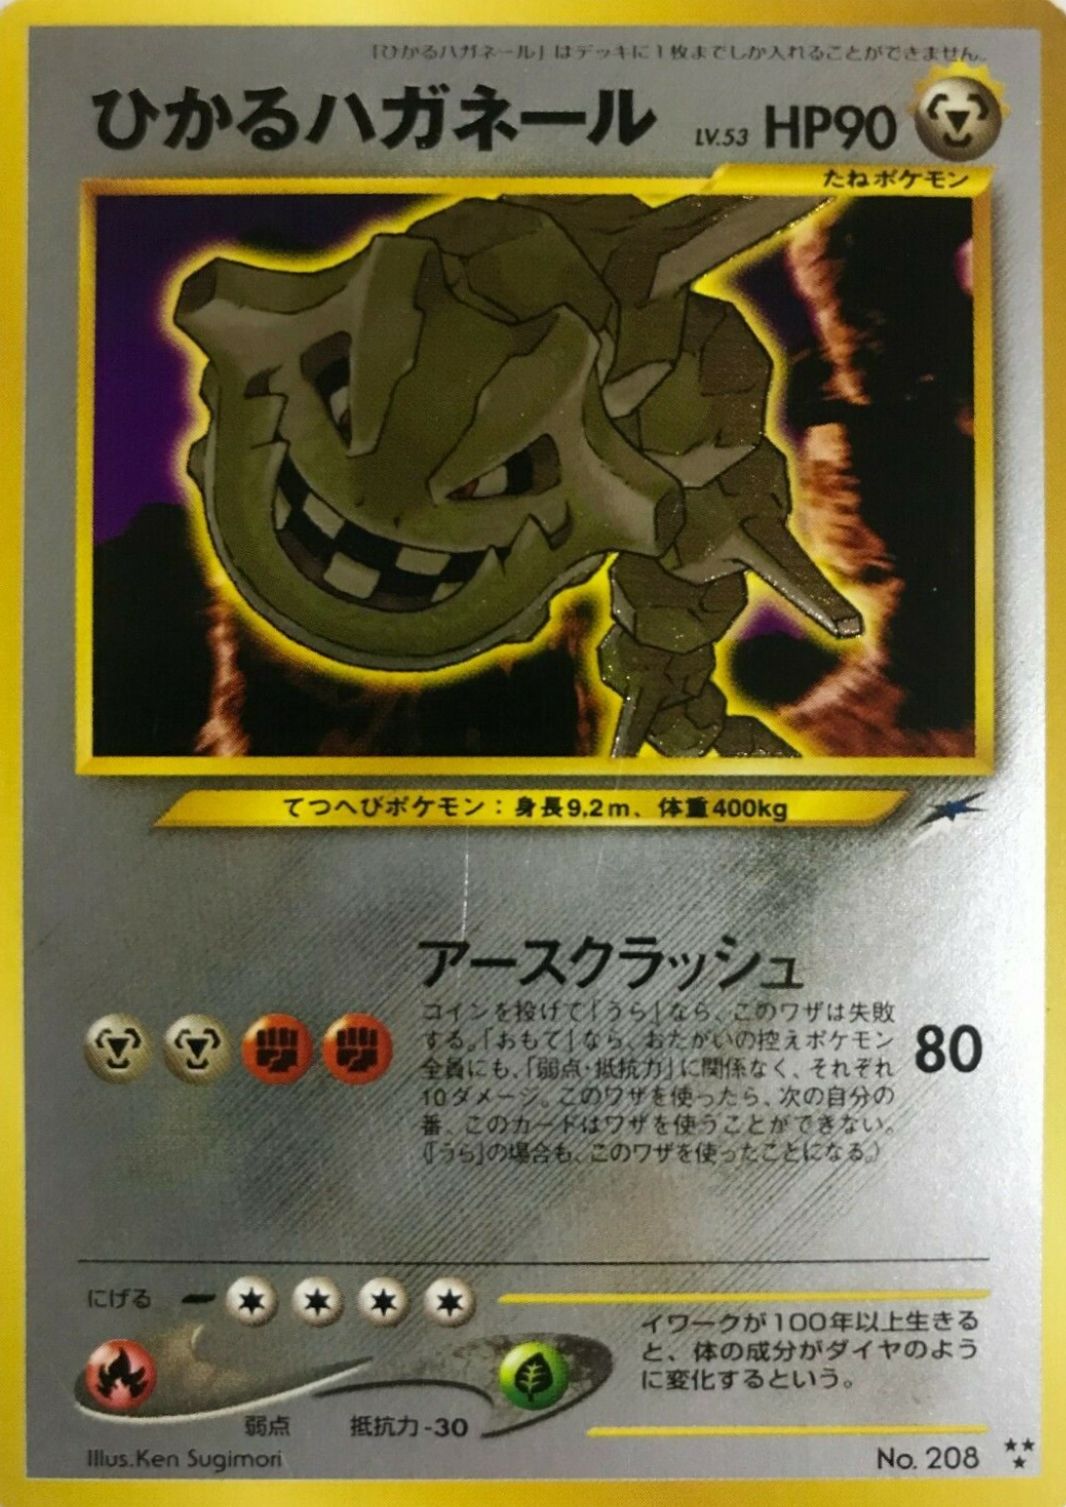 「ひかるハガネール」はデッキに1枚までしか入れることができません。
ひかるハガネール LV.53 HP90
たねポケモン
てつへびポケモン：身長9.2m、体重400kg
アースクラッシュ
コインを投げて「うら」なら、このワザは失敗
する。「おもて」なら、おたがいの控えポケモン
全員にも、「弱点・抵抗力」に関係なく、それぞれ
10ダメージ。このワザを使ったら、次の自分の
番、このカードはワザを使うことができない。
(「うら」の場合も、このワザを使ったことになる。)
80
にげる
イワークが100年以上生きる
と、体の成分がダイヤのよう
に変化するという。
弱点 抵抗力 -30
Illus.Ken Sugimori
No. 208